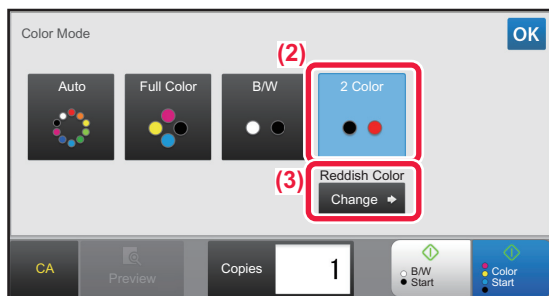 Color Mode
OK
(2)
Auto
Full Color
B/W
2 Color
(3)
Reddish Color
Change
CA
Preview
Copies
1
B/W
Start
Color
Start